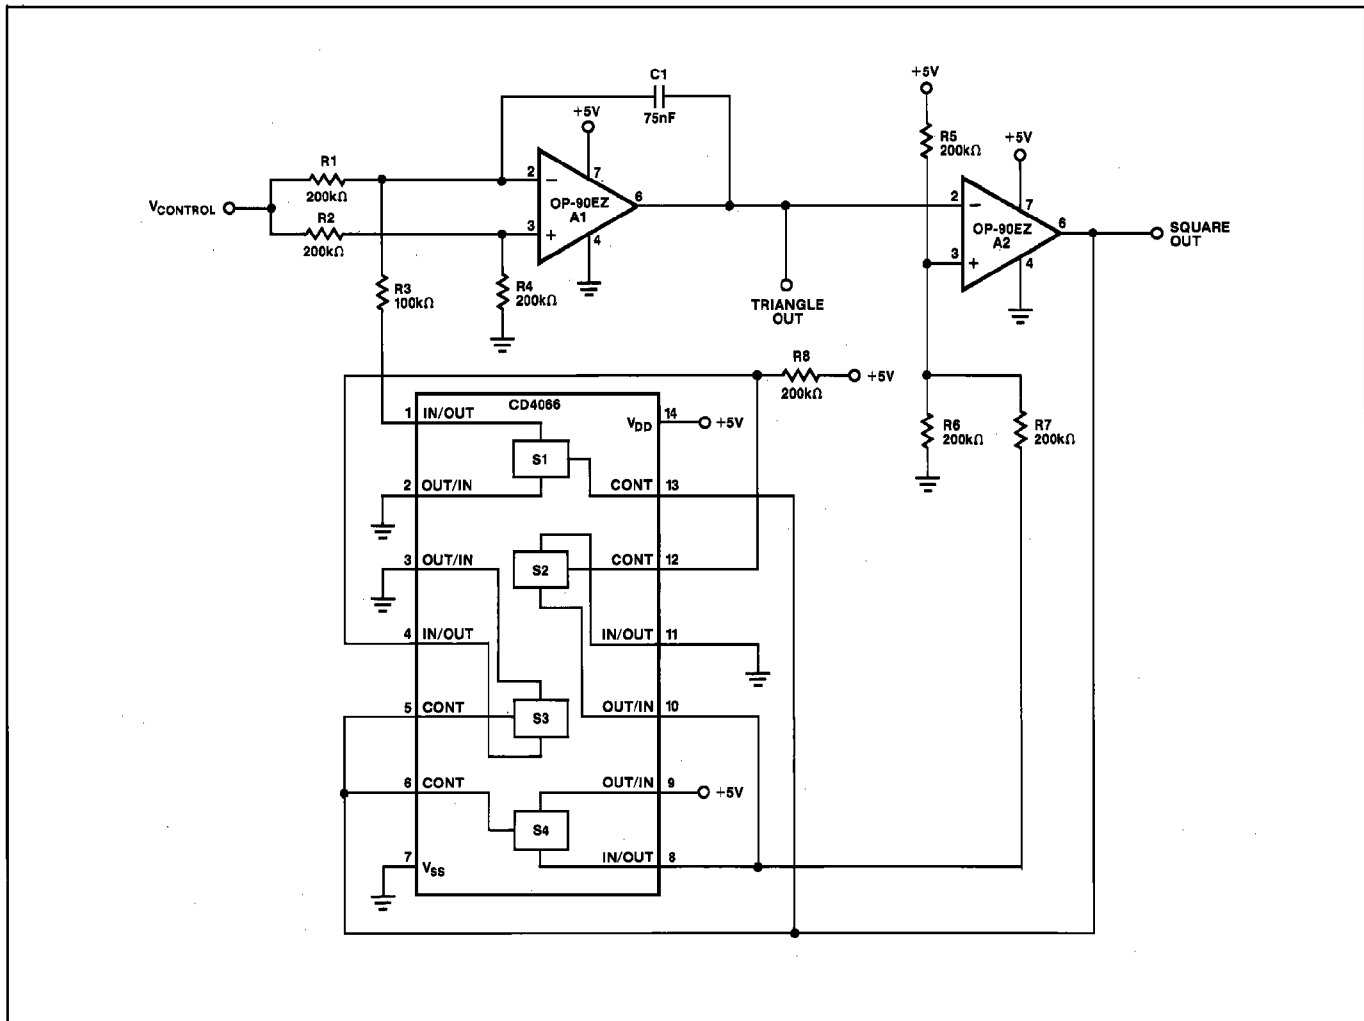 C1
75nF
+5V
+5V
R5
200kΩ
+5V
R1
200kΩ
VCONTROL
R2
200kΩ
2
−
7
OP-90EZ
A1
6
3
+
4
2
−
7
OP-90EZ
A2
6
3
+
4
SQUARE
OUT
R3
100kΩ
R4
200kΩ
TRIANGLE
OUT
R8
200kΩ
+5V
R6
200kΩ
R7
200kΩ
CD4066
1 IN/OUT
VDD 14
+5V
S1
2 OUT/IN
CONT 13
3 OUT/IN
S2
CONT 12
4 IN/OUT
IN/OUT 11
5 CONT
S3
OUT/IN 10
6 CONT
OUT/IN 9
+5V
S4
7 VSS
IN/OUT 8